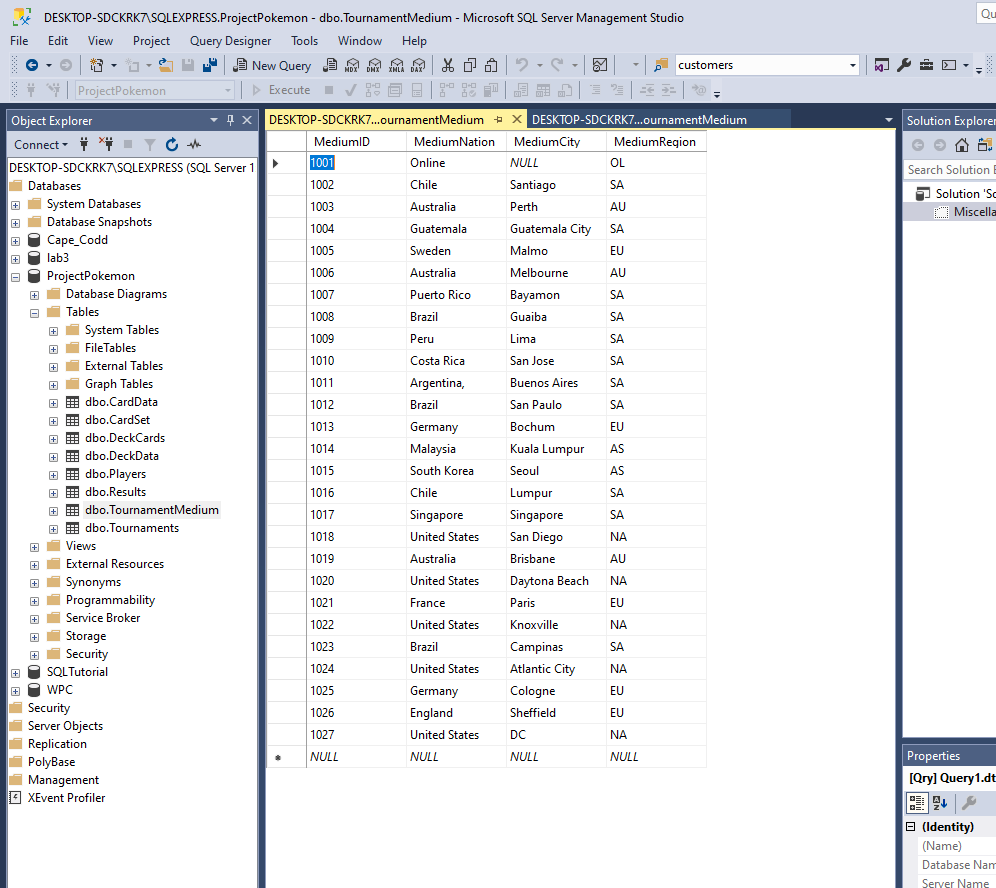 DESKTOP-SDCKRK7\SQLEXPRESS.ProjectPokemon - dbo.TournamentMedium - Microsoft SQL Server Management Studio
Qu
File Edit View Project Query Designer Tools Window Help
New Query MDX DMX XMLA DAX customers
ProjectPokemon Execute
Object Explorer
DESKTOP-SDCKRK7...ournamentMedium DESKTOP-SDCKRK7...ournamentMedium
Solution Explorer
Connect
DESKTOP-SDCKRK7\SQLEXPRESS (SQL Server 1
Databases
System Databases
Database Snapshots
Cape_Codd
lab3
ProjectPokemon
Database Diagrams
Tables
System Tables
FileTables
External Tables
Graph Tables
dbo.CardData
dbo.CardSet
dbo.DeckCards
dbo.DeckData
dbo.Players
dbo.Results
dbo.TournamentMedium
dbo.Tournaments
Views
External Resources
Synonyms
Programmability
Service Broker
Storage
Security
SQLTutorial
WPC
Security
Server Objects
Replication
PolyBase
Management
XEvent Profiler
MediumID MediumNation MediumCity MediumRegion
1001 Online NULL OL
1002 Chile Santiago SA
1003 Australia Perth AU
1004 Guatemala Guatemala City SA
1005 Sweden Malmo EU
1006 Australia Melbourne AU
1007 Puerto Rico Bayamon SA
1008 Brazil Guaiba SA
1009 Peru Lima SA
1010 Costa Rica San Jose SA
1011 Argentina, Buenos Aires SA
1012 Brazil San Paulo SA
1013 Germany Bochum EU
1014 Malaysia Kuala Lumpur AS
1015 South Korea Seoul AS
1016 Chile Lumpur SA
1017 Singapore Singapore SA
1018 United States San Diego NA
1019 Australia Brisbane AU
1020 United States Daytona Beach NA
1021 France Paris EU
1022 United States Knoxville NA
1023 Brazil Campinas SA
1024 United States Atlantic City NA
1025 Germany Cologne EU
1026 England Sheffield EU
1027 United States DC NA
NULL NULL NULL NULL
Search Solution E
Solution 'So
Miscella
Properties
[Qry] Query1.dt
(Identity)
(Name)
Database Nam
Server Name